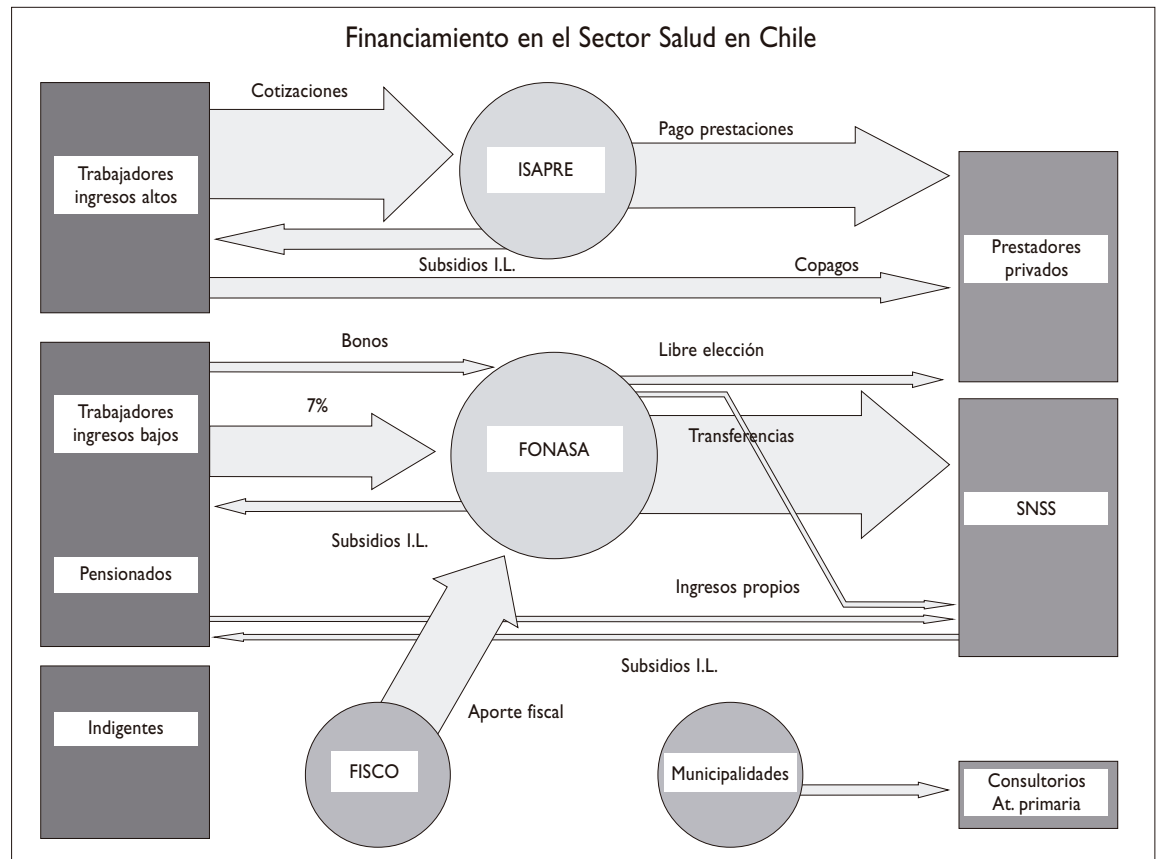 Financiamiento en el Sector Salud en Chile
Cotizaciones
Pago prestaciones
Trabajadores
ingresos altos
ISAPRE
Prestadores
privados
Subsidios I.L.
Copagos
Bonos
Libre elección
Trabajadores
ingresos bajos
7%
FONASA
Transferencias
SNSS
Subsidios I.L.
Pensionados
Ingresos propios
Subsidios I.L.
Indigentes
Aporte fiscal
FISCO
Municipalidades
Consultorios
At. primaria